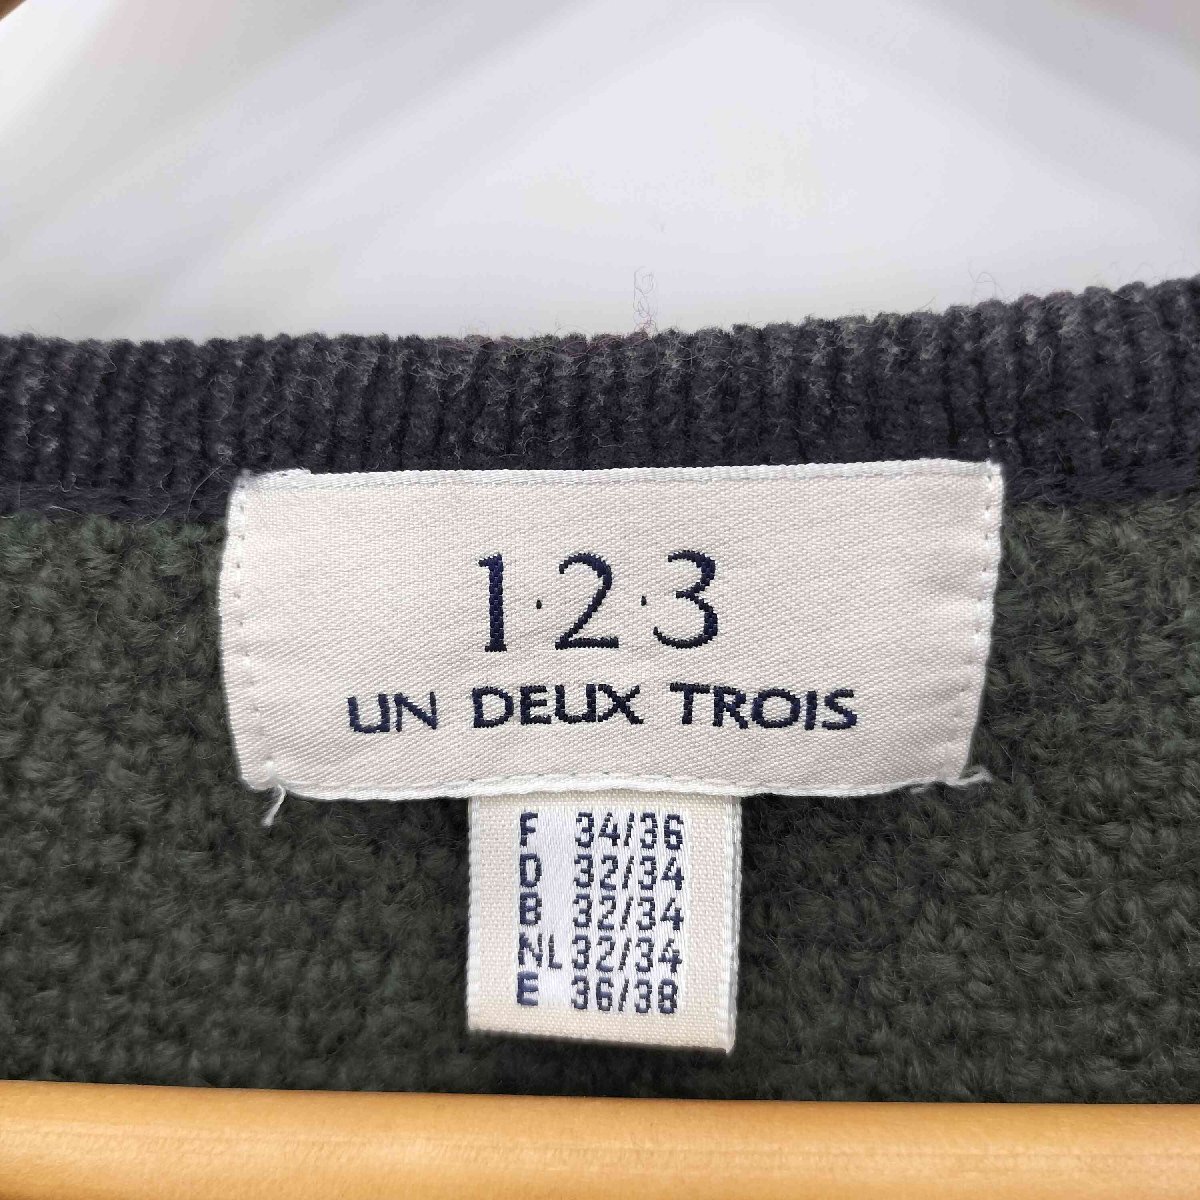 1·2·3
UN DEUX TROIS
F 34/36
D 32/34
B 32/34
NL 32/34
E 36/38